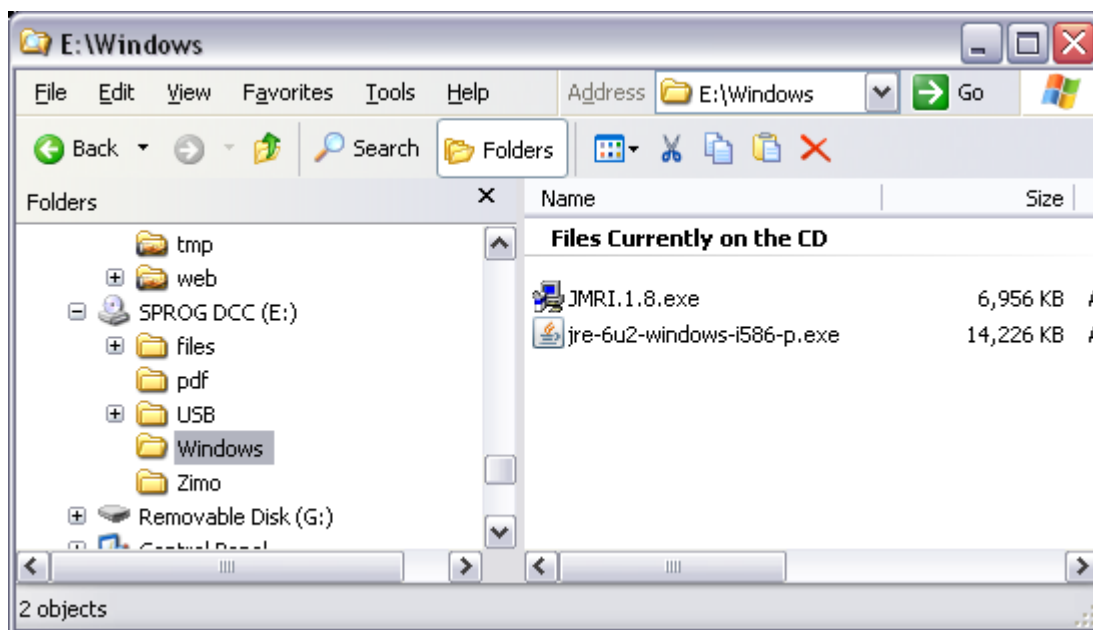 E:\Windows
File Edit View Favorites Tools Help Address E:\Windows Go
Back Search Folders
Folders X Name Size
Files Currently on the CD
tmp
web
SPROG DCC (E:)
JMRI.1.8.exe 6,956 KB
files
jre-6u2-windows-i586-p.exe 14,226 KB
pdf
USB
Windows
Zimo
Removable Disk (G:)
Control Panel
2 objects